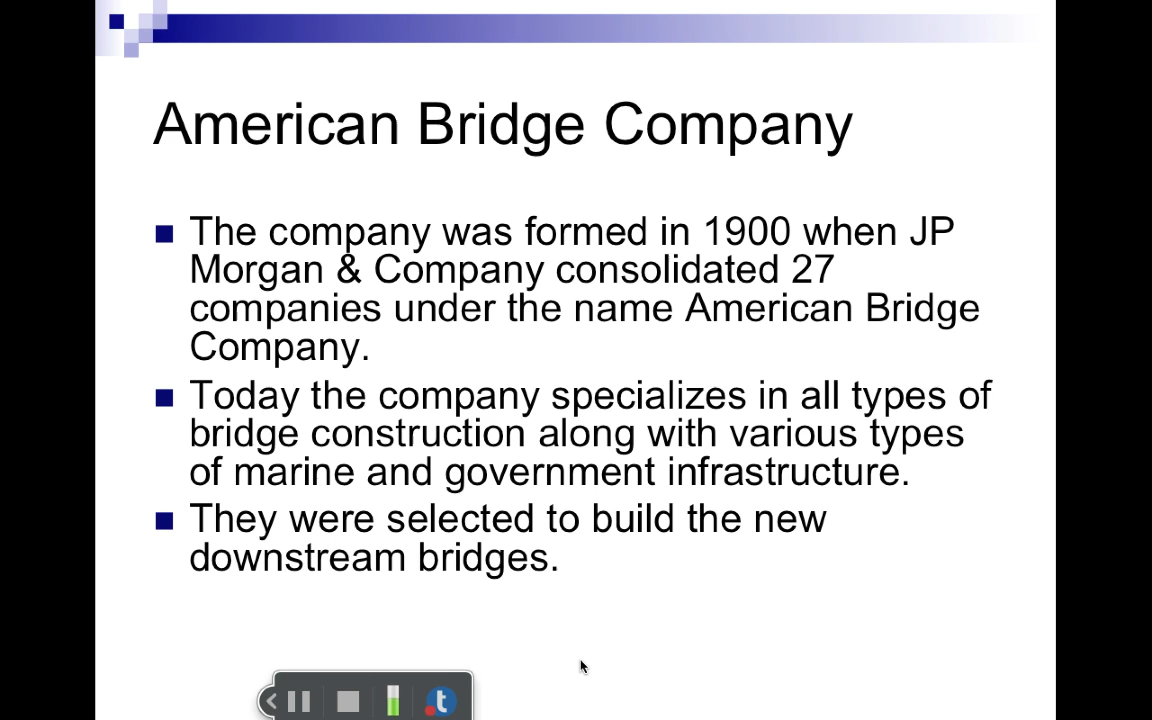 American Bridge Company
The company was formed in 1900 when JP
Morgan & Company consolidated 27
companies under the name American Bridge
Company.
Today the company specializes in all types of
bridge construction along with various types
of marine and government infrastructure.
They were selected to build the new
downstream bridges.
t